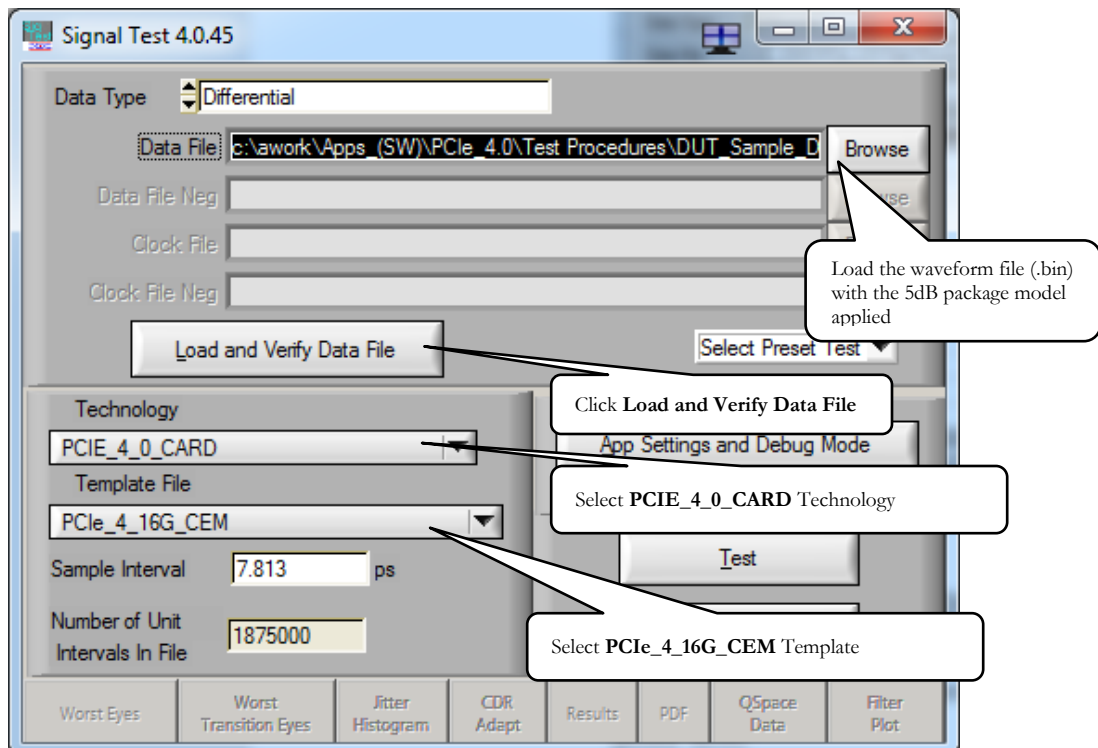 Signal Test 4.0.45
Data Type Differential
Data File c:\awork\Apps_(SW)\PCIe_4.0\Test Procedures\DUT_Sample_D Browse
Data File Neg
Clock File
Clock File Neg
Load the waveform file (.bin)
with the 5dB package model
applied
Load and Verify Data File
Select Preset Test
Click Load and Verify Data File
Technology
PCIE_4_0_CARD
App Settings and Debug Mode
Select PCIE_4_0_CARD Technology
Template File
PCIe_4_16G_CEM
Sample Interval 7.813 ps
Test
Number of Unit
Intervals In File 1875000
Select PCIe_4_16G_CEM Template
Worst Eyes
Worst
Transition Eyes
Jitter
Histogram
CDR
Adapt
Results
PDF
QSpace
Data
Filter
Plot